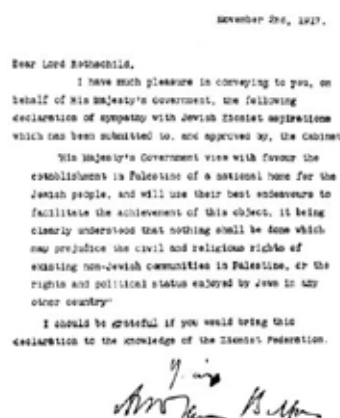 November 2nd, 1917.
Dear Lord Rothschild,
I have much pleasure in conveying to you, on
behalf of His Majesty's Government, the following
declaration of sympathy with Jewish Zionist aspirations
which has been submitted to, and approved by, the Cabinet
"His Majesty's Government view with favour the
establishment in Palestine of a national home for the
Jewish people, and will use their best endeavours to
facilitate the achievement of this object, it being
clearly understood that nothing shall be done which
may prejudice the civil and religious rights of
existing non-Jewish communities in Palestine, or the
rights and political status enjoyed by Jews in any
other country"
I should be grateful if you would bring this
declaration to the knowledge of the Zionist Federation.